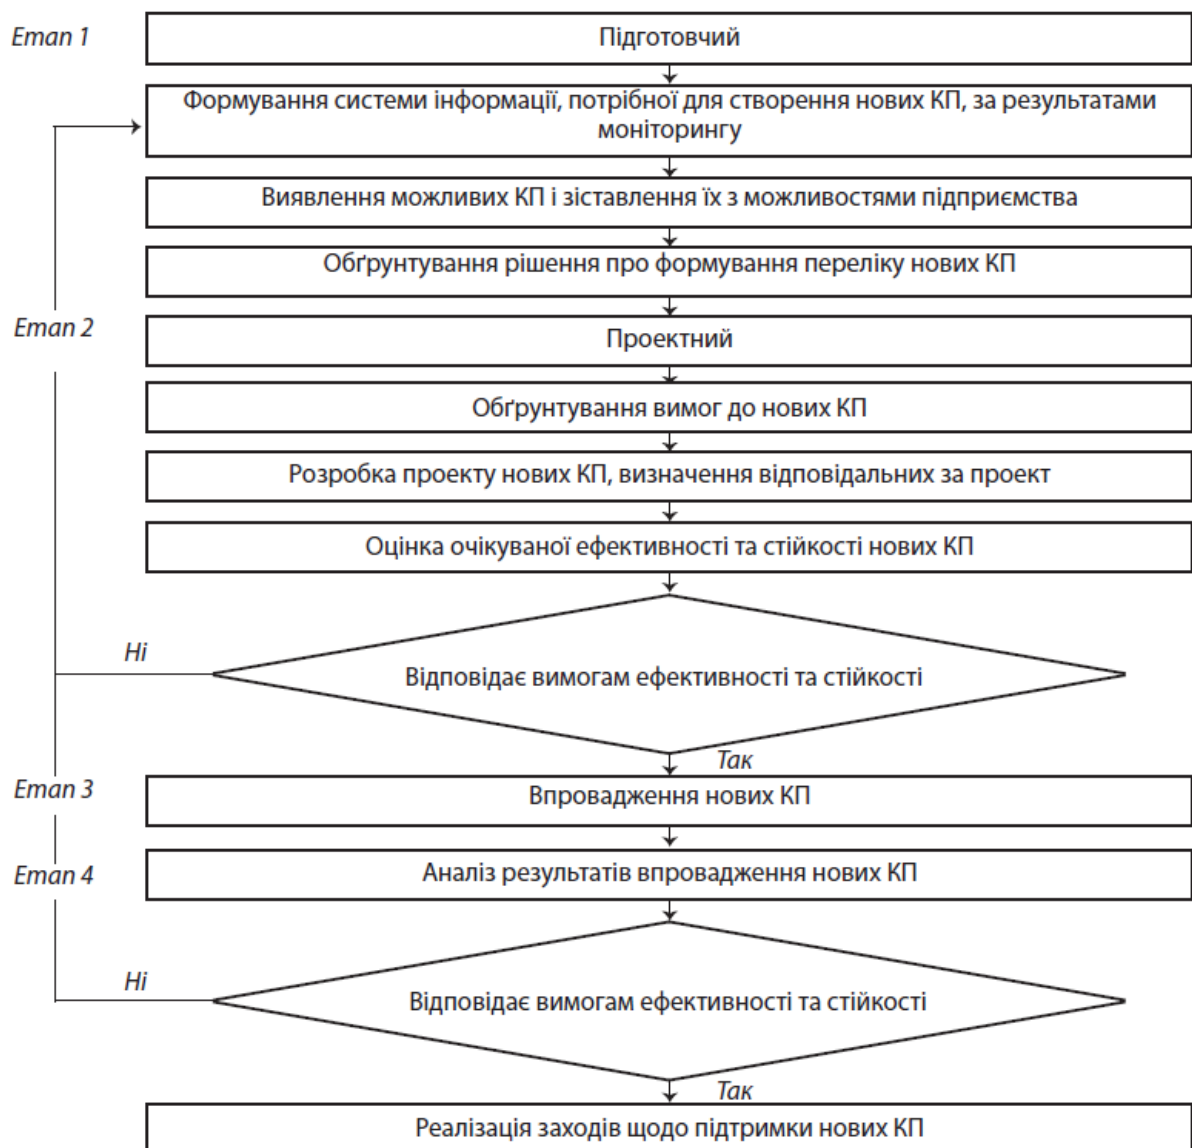 Етап 1
Підготовчий
Формування системи інформації, потрібної для створення нових КП, за результатами
моніторингу
Виявлення можливих КП і зіставлення їх з можливостями підприємства
Обґрунтування рішення про формування переліку нових КП
Етап 2
Проектний
Обґрунтування вимог до нових КП
Розробка проекту нових КП, визначення відповідальних за проект
Оцінка очікуваної ефективності та стійкості нових КП
Ні
Відповідає вимогам ефективності та стійкості
Так
Етап 3
Впровадження нових КП
Етап 4
Аналіз результатів впровадження нових КП
Ні
Відповідає вимогам ефективності та стійкості
Так
Реалізація заходів щодо підтримки нових КП